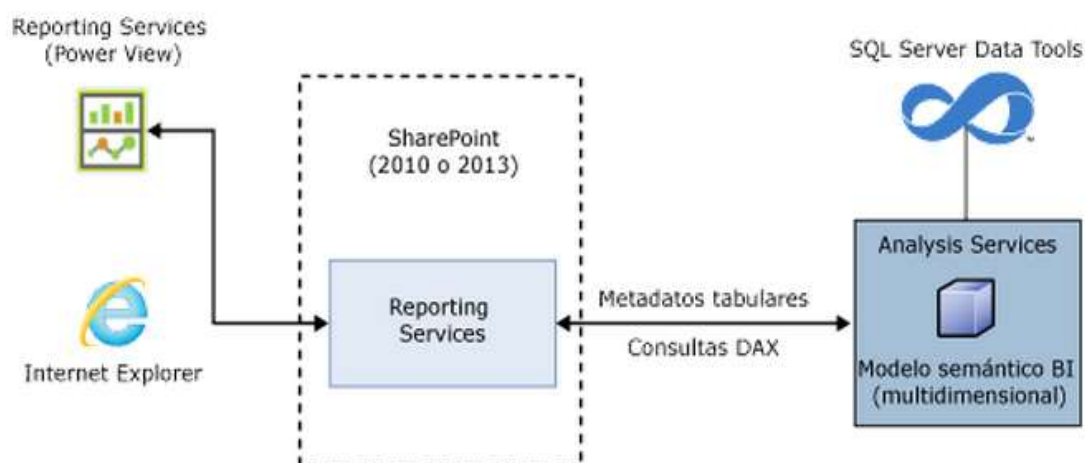 Reporting Services
(Power View)
Internet Explorer
SharePoint
(2010 o 2013)
Reporting
Services
Metadatos tabulares
Consultas DAX
SQL Server Data Tools
Analysis Services
Modelo semántico BI
(multidimensional)